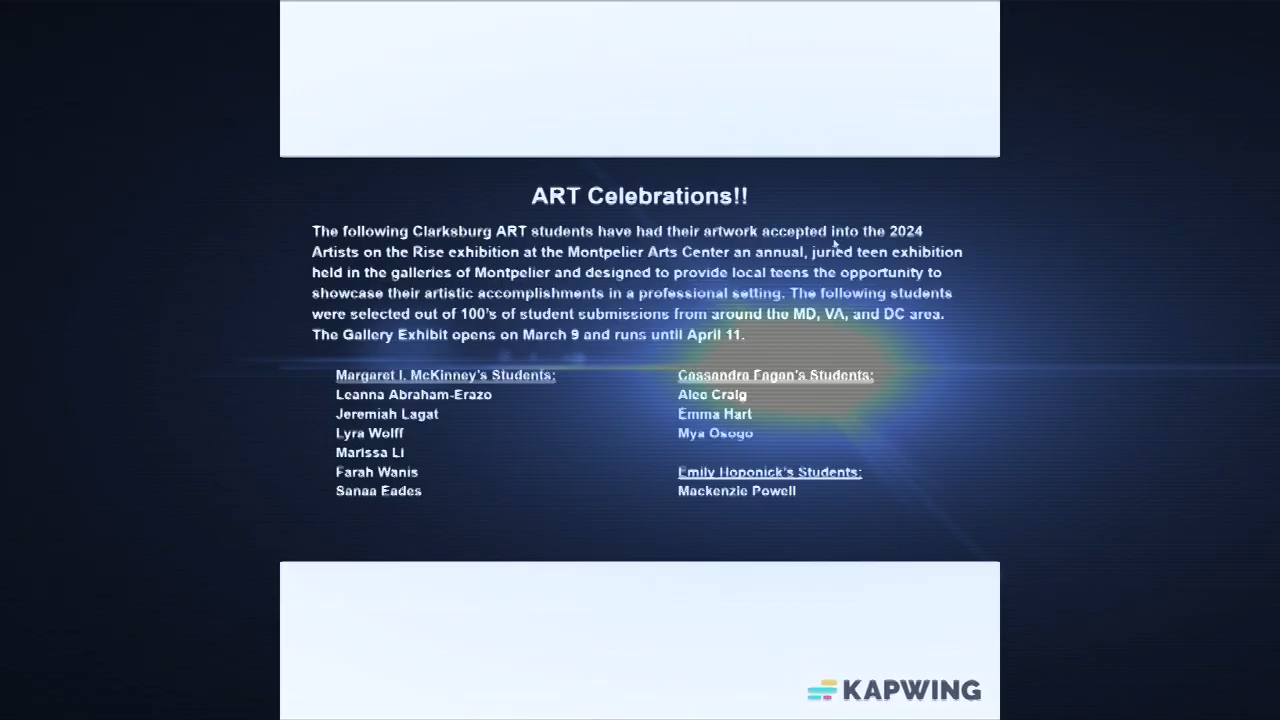 ART Celebrations!!
The following Clarksburg ART students have had their artwork accepted into the 2024
Artists on the Rise exhibition at the Montpelier Arts Center an annual, juried teen exhibition
held in the galleries of Montpelier and designed to provide local teens the opportunity to
showcase their artistic accomplishments in a professional setting. The following students
were selected out of 100's of student submissions from around the MD, VA, and DC area.
The Gallery Exhibit opens on March 9 and runs until April 11.
Margaret I. McKinney's Students:
Leanna Abraham-Erazo
Jeremiah Lagat
Lyra Wolff
Marissa Li
Farah Wanis
Sanaa Eades
Cassandra Fagan's Students:
Alec Craig
Emma Hart
Mya Osogo
Emily Hoponick's Students:
Mackenzie Powell
KAPWING